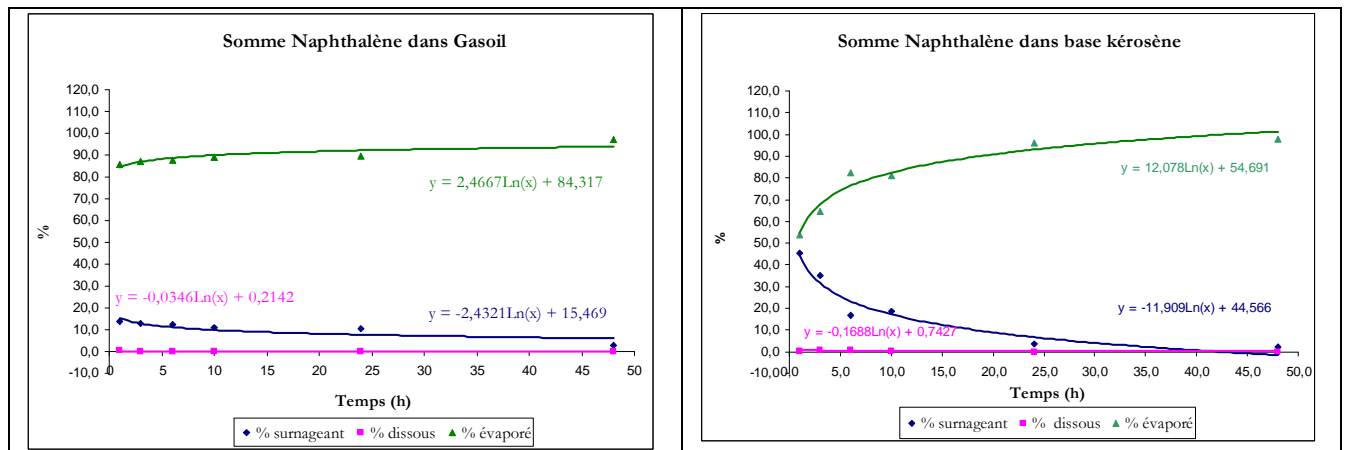 Somme Naphthalène dans Gasoil
120,0
110,0
100,0
90,0
80,0
70,0
60,0
50,0
40,0
30,0
20,0
10,0
0,0
-10,0
%
y = 2,4667Ln(x) + 84,317
y = -0,0346Ln(x) + 0,2142
y = -2,4321Ln(x) + 15,469
0 5 10 15 20 25 30 35 40 45 50
Temps (h)
% surnageant % dissous % évaporé
Somme Naphthalène dans base kérosène
120,0
110,0
100,0
90,0
80,0
70,0
60,0
50,0
40,0
30,0
20,0
10,0
0,0
-10,00
%
y = 12,078Ln(x) + 54,691
y = -11,909Ln(x) + 44,566
y = -0,1688Ln(x) + 0,7427
5,0 10,0 15,0 20,0 25,0 30,0 35,0 40,0 45,0 50,0
Temps (h)
% surnageant % dissous % évaporé